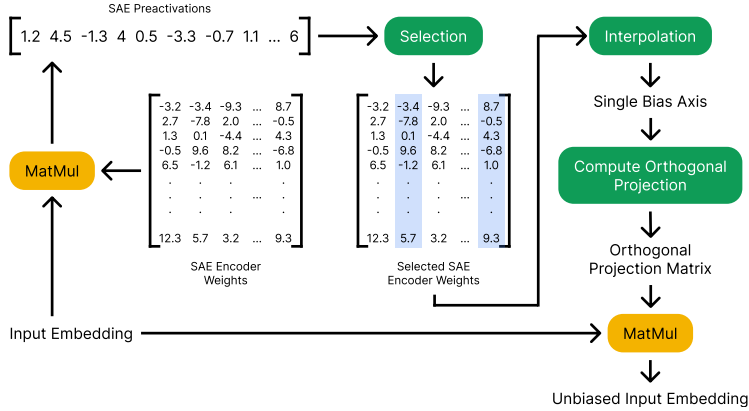 SAE Preactivations
1.2 4.5 -1.3 4 0.5 -3.3 -0.7 1.1 ... 6
Selection
Interpolation
Single Bias Axis
Compute Orthogonal
Projection
Orthogonal
Projection Matrix
MatMul
-3.2 -3.4 -9.3 ... 8.7
2.7 -7.8 2.0 ... -0.5
1.3 0.1 -4.4 ... 4.3
-0.5 9.6 8.2 ... -6.8
6.5 -1.2 6.1 ... 1.0
. . . .
. . . ... .
. . . .
12.3 5.7 3.2 ... 9.3
SAE Encoder
Weights
-3.2 -3.4 -9.3 ... 8.7
2.7 -7.8 2.0 ... -0.5
1.3 0.1 -4.4 ... 4.3
-0.5 9.6 8.2 ... -6.8
6.5 -1.2 6.1 ... 1.0
. . . .
. . . ... .
. . . .
12.3 5.7 3.2 ... 9.3
Selected SAE
Encoder Weights
Input Embedding
MatMul
Unbiased Input Embedding